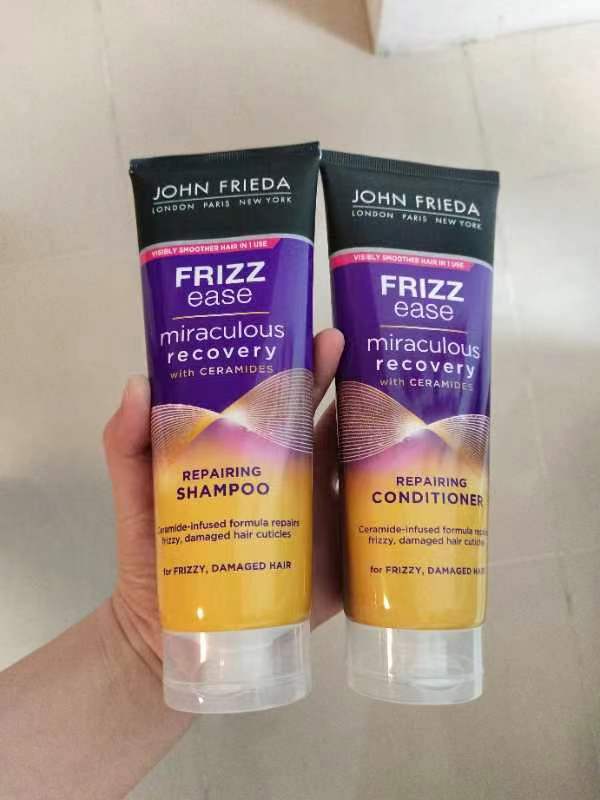 JOHN FRIEDA
LONDON PARIS NEW YORK
VISIBLY SMOOTHER HAIR IN 1 USE
FRIZZ
ease
miraculous
recovery
with CERAMIDES
REPAIRING
SHAMPOO
Ceramide-infused formula repairs
frizzy, damaged hair cuticles
for FRIZZY, DAMAGED HAIR
JOHN FRIEDA
LONDON PARIS NEW YORK
VISIBLY SMOOTHER HAIR IN 1 USE
FRIZZ
ease
miraculous
recovery
with CERAMIDES
REPAIRING
CONDITIONER
Ceramide-infused formula repairs
frizzy, damaged hair cuticles
for FRIZZY, DAMAGED HAIR